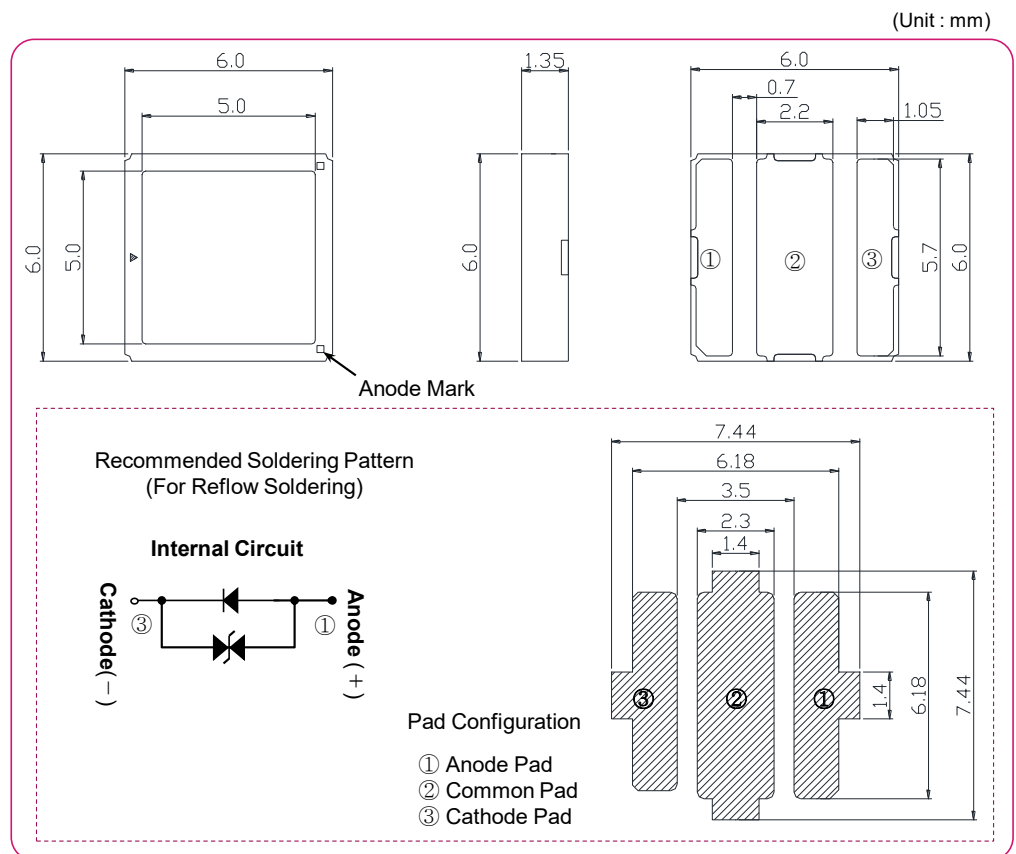 (Unit : mm)
6.0
5.0
6.0
5.0
Anode Mark
1.35
6.0
6.0
0.7
2.2
1.05
①
②
③
5.7
6.0
Recommended Soldering Pattern
(For Reflow Soldering)
Internal Circuit
Cathode(－)
③
①
Anode(＋)
Pad Configuration
① Anode Pad
② Common Pad
③ Cathode Pad
7.44
6.18
3.5
2.3
1.4
③
②
①
1.4
6.18
7.44